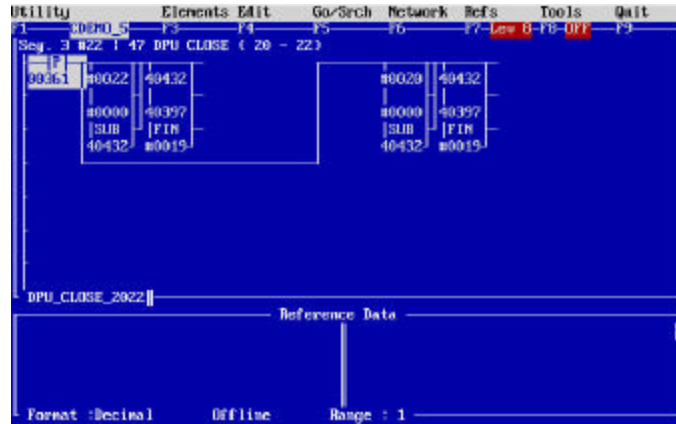 Utility Elements Edit Go/Srch Network Refs Tools Quit
F1 DEMO_5 F3 F4 F5 F6 F7-Lev 8-F8-OFF F9
Seg. 3 #22 | 47 DPU CLOSE ( 20 - 22)
P
00361 #0022 40432 #0020 40432
#0000 40397 #0000 40397
SUB FIN SUB FIN
40432 #0019 40432 #0019
DPU_CLOSE_2022
Reference Data
Format :Decimal Offline Range : 1